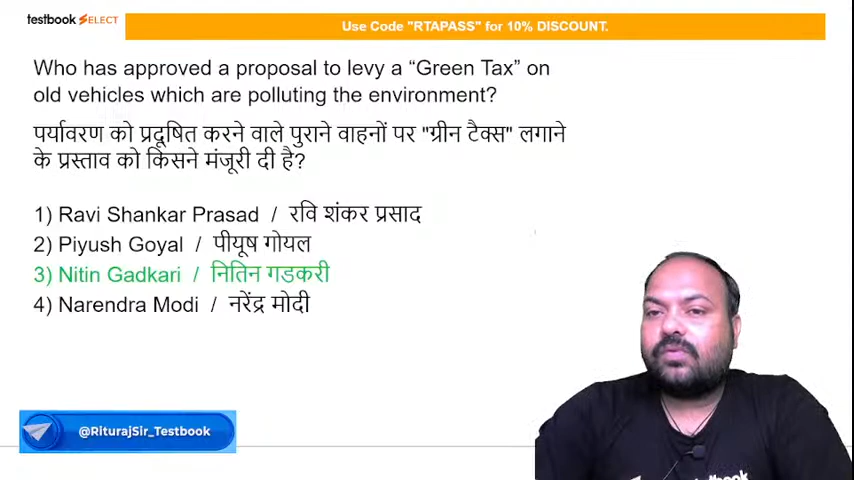 testbook SELECT
Use Code "RTAPASS" for 10% DISCOUNT.
Who has approved a proposal to levy a “Green Tax” on
old vehicles which are polluting the environment?
पर्यावरण को प्रदूषित करने वाले पुराने वाहनों पर "ग्रीन टैक्स" लगाने
के प्रस्ताव को किसने मंजूरी दी है?
1) Ravi Shankar Prasad / रवि शंकर प्रसाद
2) Piyush Goyal / पीयूष गोयल
3) Nitin Gadkari / नितिन गडकरी
4) Narendra Modi / नरेंद्र मोदी
@RiturajSir_Testbook
testbook